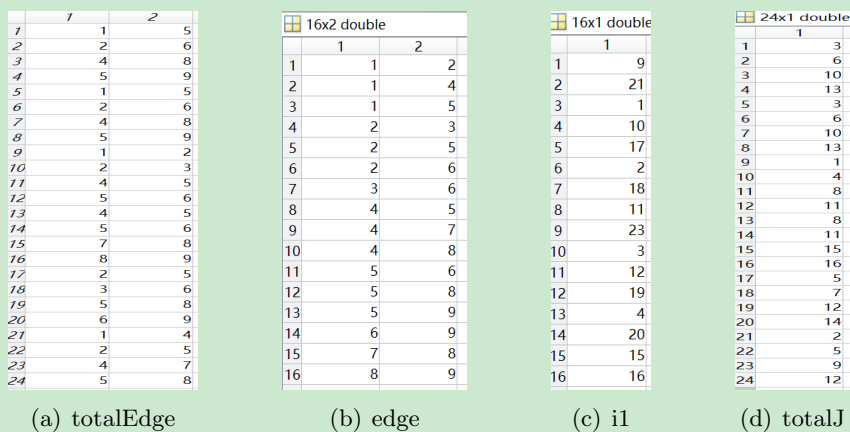 1 2
1 1 5
2 2 6
3 4 8
4 5 9
5 1 5
6 2 6
7 4 8
8 5 9
9 1 2
10 2 3
11 4 5
12 5 6
13 4 5
14 5 6
15 7 8
16 8 9
17 2 5
18 3 6
19 5 8
20 6 9
21 1 4
22 2 5
23 4 7
24 5 8
(a) totalEdge
16x2 double
1 2
1 1 2
2 1 4
3 1 5
4 2 3
5 2 5
6 2 6
7 3 6
8 4 5
9 4 7
10 4 8
11 5 6
12 5 8
13 5 9
14 6 9
15 7 8
16 8 9
(b) edge
16x1 double
1
1 9
2 21
3 1
4 10
5 17
6 2
7 18
8 11
9 23
10 3
11 12
12 19
13 4
14 20
15 15
16 16
(c) i1
24x1 double
1
1 3
2 6
3 10
4 13
5 3
6 6
7 10
8 13
9 1
10 4
11 8
12 11
13 8
14 11
15 15
16 16
17 5
18 7
19 12
20 14
21 2
22 5
23 9
24 12
(d) totalJ